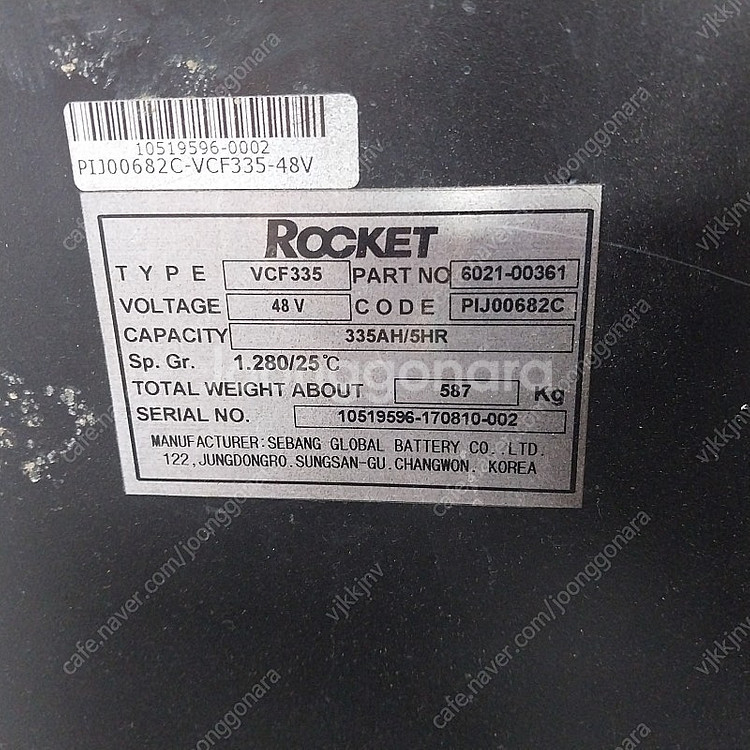 10519596-0002
PIJ00682C-VCF335-48V
ROCKET
TYPE VCF335 PART NO 6021-00361
VOLTAGE 48 V CODE PIJ00682C
CAPACITY 335AH/5HR
Sp. Gr. 1.280/25℃
TOTAL WEIGHT ABOUT 587 Kg
SERIAL NO. 10519596-170810-002
MANUFACTURER:SEBANG GLOBAL BATTERY CO.,LTD.
122,JUNGDONGRO.SUNGSAN-GU.CHANGWON. KOREA
Joonggonara
cafe.naver.com/joonggonara
vjkkjnv